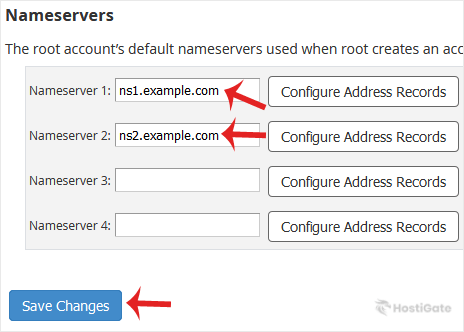 Nameservers
The root account's default nameservers used when root creates an acc
Nameserver 1: ns1.example.com Configure Address Records
Nameserver 2: ns2.example.com Configure Address Records
Nameserver 3: Configure Address Records
Nameserver 4: Configure Address Records
Save Changes
HostiGate